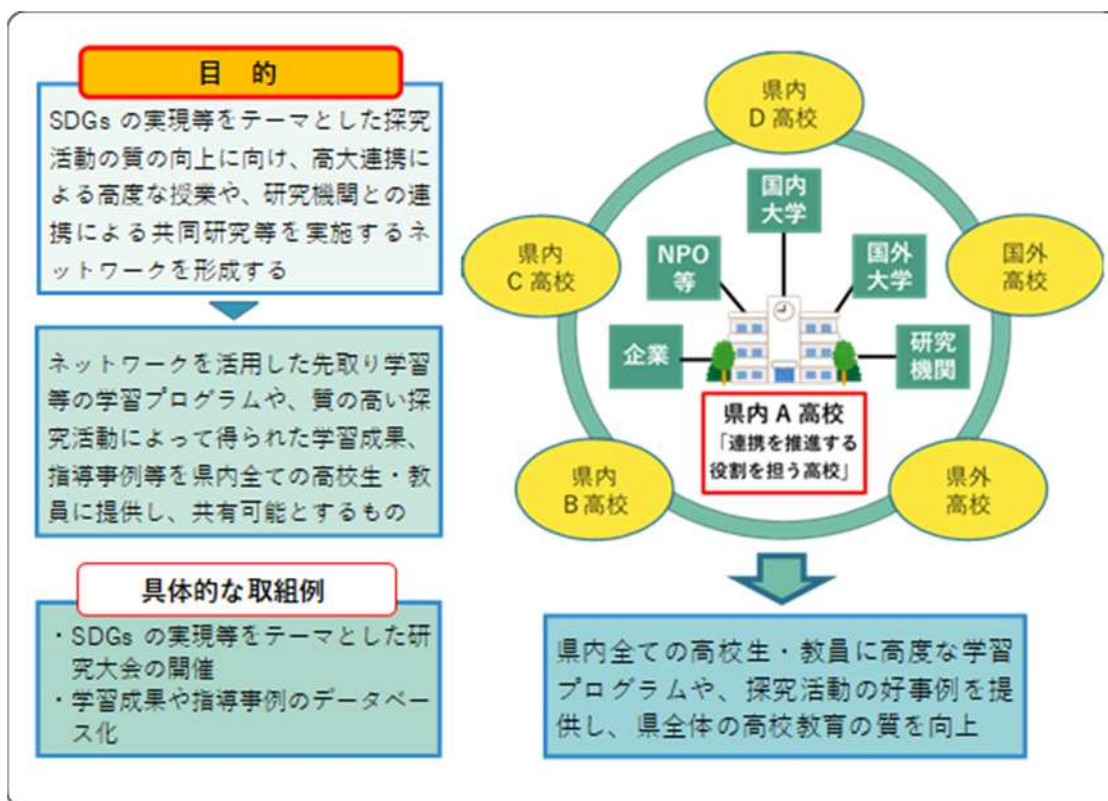 目 的
SDGs の実現等をテーマとした探究
活動の質の向上に向け、高大連携に
よる高度な授業や、研究機関との連
携による共同研究等を実施するネ
ットワークを形成する
ネットワークを活用した先取り学習
等の学習プログラムや、質の高い探
究活動によって得られた学習成果、
指導事例等を県内全ての高校生・教
員に提供し、共有可能とするもの
具体的な取組例
・SDGs の実現等をテーマとした研
究大会の開催
・学習成果や指導事例のデータベー
ス化
県内
D 高校
国内
大学
県内
C 高校
NPO
等
国外
大学
国外
高校
企業
研究
機関
県内 A 高校
「連携を推進する
役割を担う高校」
県内
B 高校
県外
高校
県内全ての高校生・教員に高度な学習
プログラムや、探究活動の好事例を提
供し、県全体の高校教育の質を向上